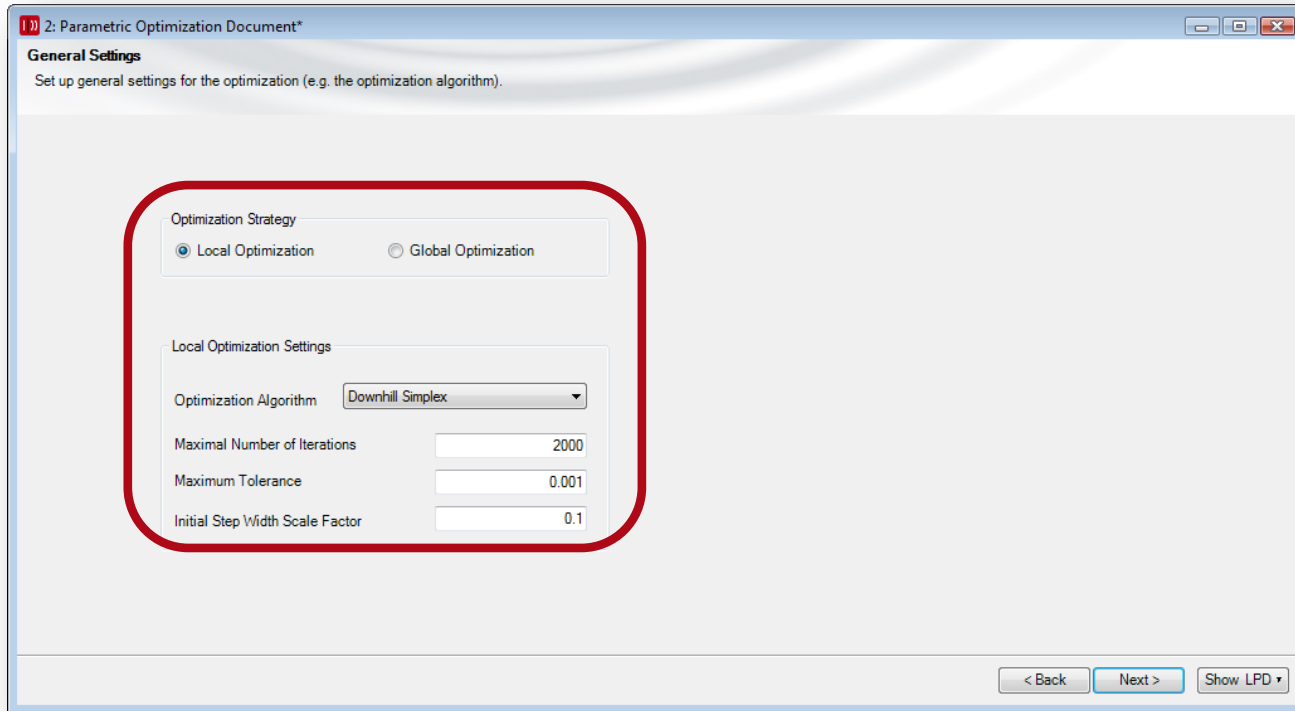 2: Parametric Optimization Document*
General Settings
Set up general settings for the optimization (e.g. the optimization algorithm).
Optimization Strategy
Local Optimization Global Optimization
Local Optimization Settings
Optimization Algorithm Downhill Simplex
Maximal Number of Iterations 2000
Maximum Tolerance 0.001
Initial Step Width Scale Factor 0.1
< Back Next > Show LPD